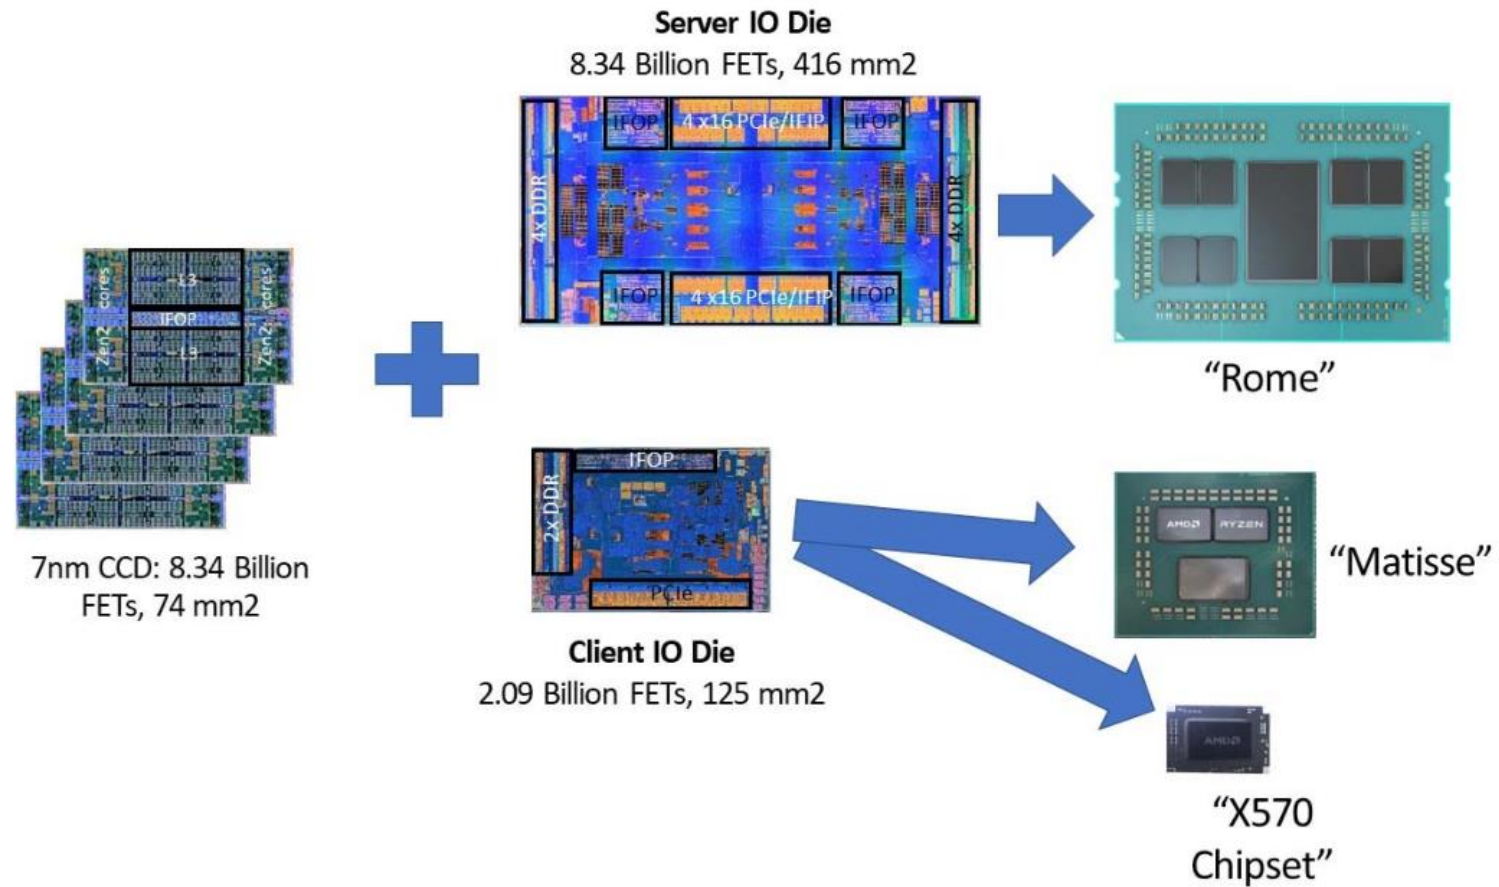 Server IO Die
8.34 Billion FETs, 416 mm2
IFOP
4 x16 PCIe/IFIP
IFOP
4x DDR
4x DDR
IFOP
4 x16 PCIe/IFIP
IFOP
"Rome"
Zen2 cores
L3
IFOP
L3
Zen2 cores
7nm CCD: 8.34 Billion
FETs, 74 mm2
IFOP
2x DDR
PCIe
Client IO Die
2.09 Billion FETs, 125 mm2
AMD RYZEN
"Matisse"
AMD
"X570
Chipset"